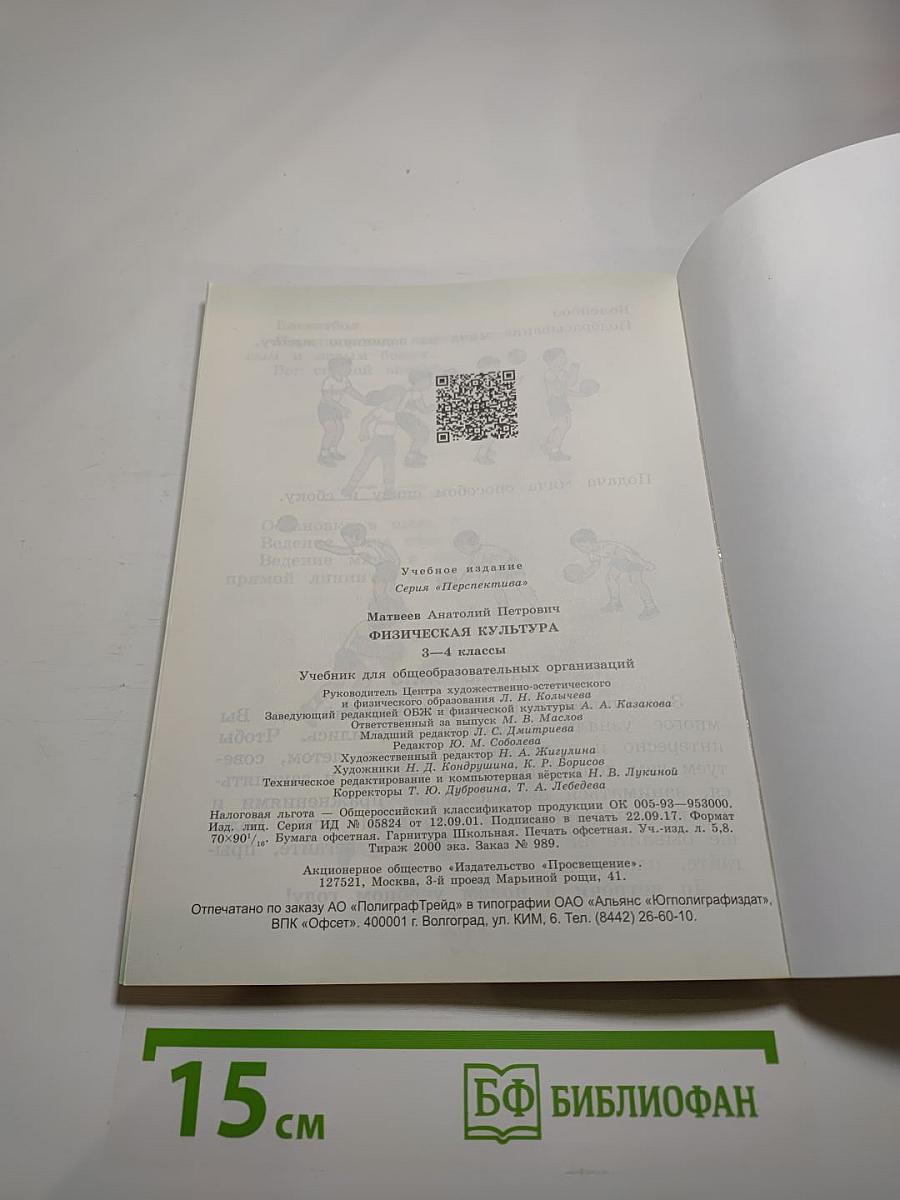 Учебное издание
Серия «Перспектива»
Матвеев Анатолий Петрович
ФИЗИЧЕСКАЯ КУЛЬТУРА
3—4 классы
Учебник для общеобразовательных организаций
Руководитель Центра художественно-эстетического
и физического образования Л. Н. Колычева
Заведующий редакцией ОБЖ и физической культуры А. А. Казакова
Ответственный за выпуск М. В. Маслов
Младший редактор Л. С. Дмитриева
Редактор Ю. М. Соболева
Художественный редактор Н. А. Жигулина
Художники Н. Д. Кондрушина, К. Р. Борисов
Техническое редактирование и компьютерная вёрстка Н. В. Лукиной
Корректоры Т. Ю. Дубровина, Т. А. Лебедева
Налоговая льгота — Общероссийский классификатор продукции ОК 005-93—953000.
Изд. лиц. Серия ИД № 05824 от 12.09.01. Подписано в печать 22.09.17. Формат
70×90¹/₁₆. Бумага офсетная. Гарнитура Школьная. Печать офсетная. Уч.-изд. л. 5,8.
Тираж 2000 экз. Заказ № 989.
Акционерное общество «Издательство «Просвещение».
127521, Москва, 3-й проезд Марьиной рощи, 41.
Отпечатано по заказу АО «ПолиграфТрейд» в типографии ОАО «Альянс «Югполиграфиздат»,
ВПК «Офсет». 400001 г. Волгоград, ул. КИМ, 6. Тел. (8442) 26-60-10.
15 см
БФ БИБЛИОФАН